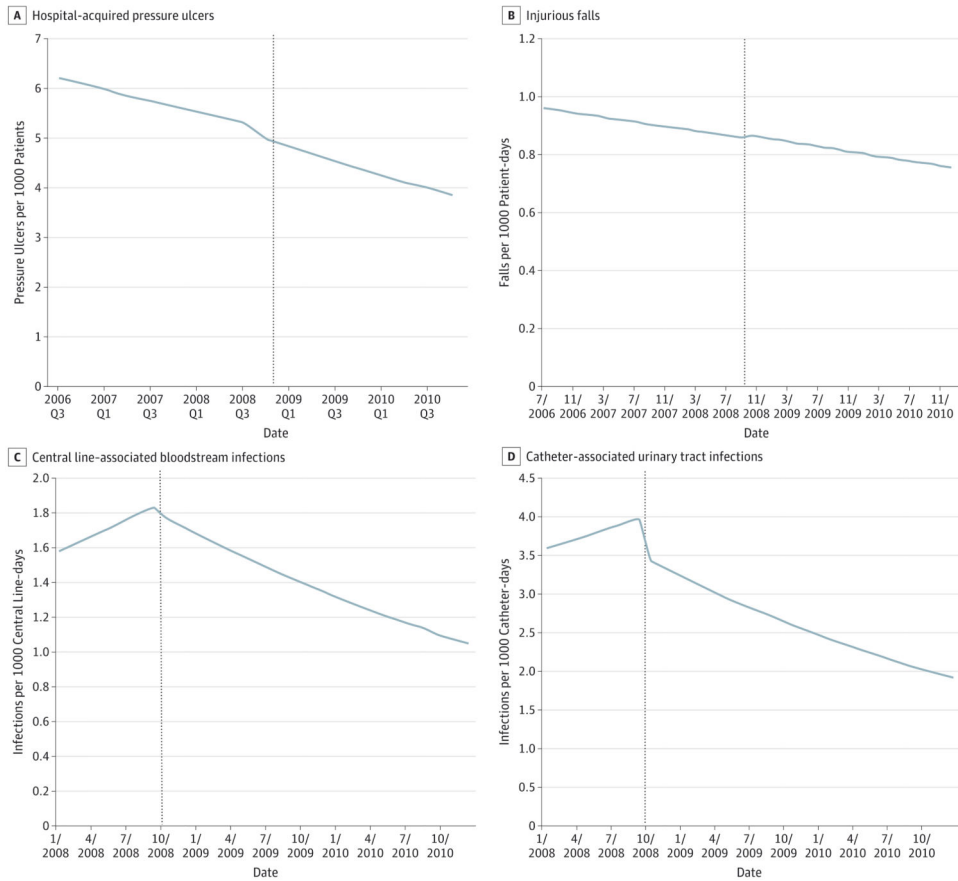 A Hospital-acquired pressure ulcers
Pressure Ulcers per 1000 Patients
7
6
5
4
3
2
1
0
2006 2007 2007 2008 2008 2009 2009 2010 2010
Q3 Q1 Q3 Q1 Q3 Q1 Q3 Q1 Q3
Date
B Injurious falls
Falls per 1000 Patient-days
1.2
1.0
0.8
0.6
0.4
0.2
0
7/ 11/ 3/ 7/ 11/ 3/ 7/ 11/ 3/ 7/ 11/ 3/ 7/ 11/
2006 2006 2007 2007 2007 2008 2008 2008 2009 2009 2009 2010 2010 2010
Date
C Central line-associated bloodstream infections
Infections per 1000 Central Line-days
2.0
1.8
1.6
1.4
1.2
1.0
0.8
0.6
0.4
0.2
0
1/ 4/ 7/ 10/ 1/ 4/ 7/ 10/ 1/ 4/ 7/ 10/
2008 2008 2008 2008 2009 2009 2009 2009 2010 2010 2010 2010
Date
D Catheter-associated urinary tract infections
Infections per 1000 Catheter-days
4.5
4.0
3.5
3.0
2.5
2.0
1.5
1.0
0.5
0
1/ 4/ 7/ 10/ 1/ 4/ 7/ 10/ 1/ 4/ 7/ 10/
2008 2008 2008 2008 2009 2009 2009 2009 2010 2010 2010 2010
Date